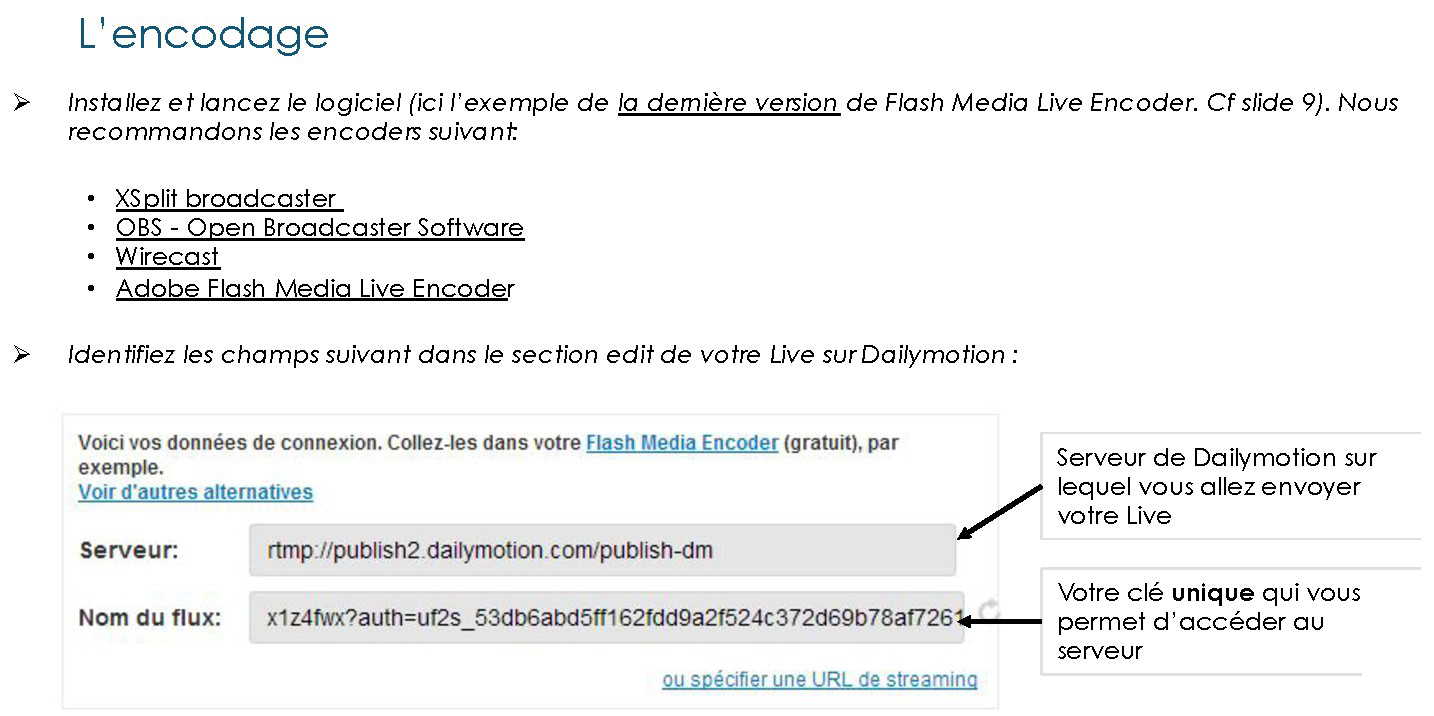 L'encodage
➢ Installez et lancez le logiciel (ici l'exemple de la dernière version de Flash Media Live Encoder. Cf slide 9). Nous
recommandons les encoders suivant:
• XSplit broadcaster
• OBS - Open Broadcaster Software
• Wirecast
• Adobe Flash Media Live Encoder
➢ Identifiez les champs suivant dans le section edit de votre Live sur Dailymotion :
Voici vos données de connexion. Collez-les dans votre Flash Media Encoder (gratuit), par
exemple.
Voir d'autres alternatives
Serveur: rtmp://publish2.dailymotion.com/publish-dm
Nom du flux: x1z4fwx?auth=uf2s_53db6abd5ff162fdd9a2f524c372d69b78af7261
ou spécifier une URL de streaming
Serveur de Dailymotion sur
lequel vous allez envoyer
votre Live
Votre clé unique qui vous
permet d'accéder au
serveur